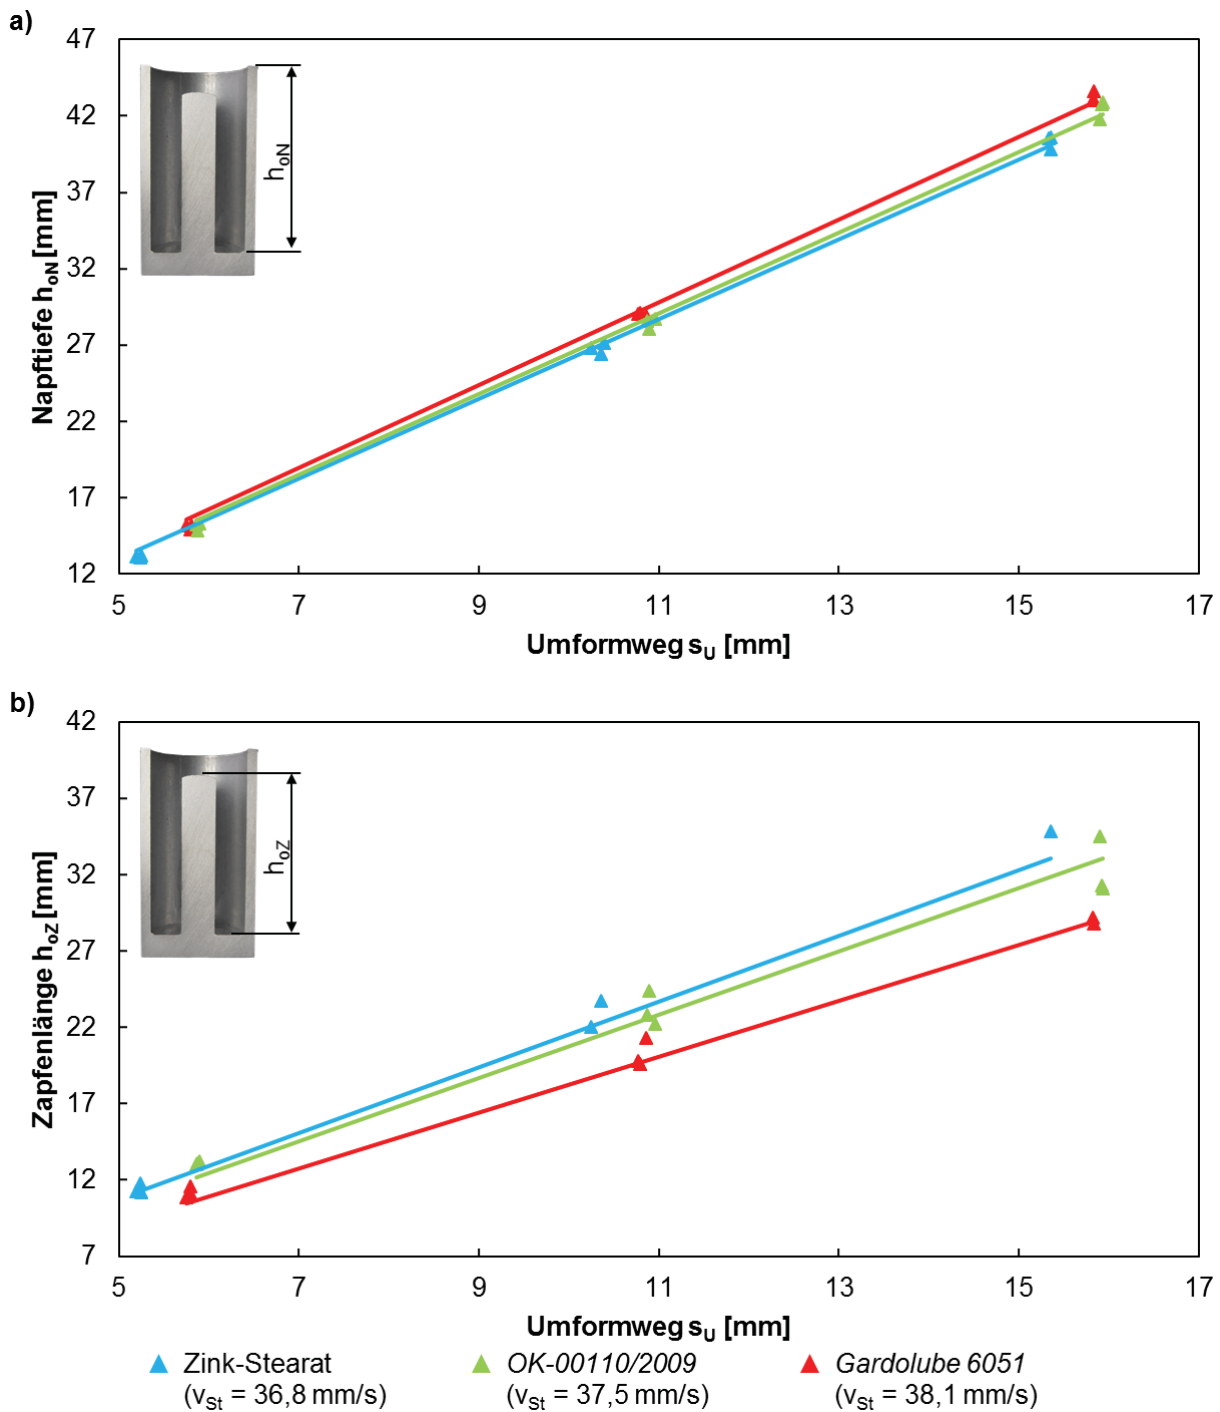 a)
47
42
37
32
27
22
17
12
Napftiefe hoN [mm]
hoN
5 7 9 11 13 15 17
Umformweg sU [mm]
b)
42
37
32
27
22
17
12
7
Zapfenlänge hoZ [mm]
hoZ
5 7 9 11 13 15 17
Umformweg sU [mm]
Zink-Stearat OK-00110/2009 Gardolube 6051
(vSt = 36,8 mm/s) (vSt = 37,5 mm/s) (vSt = 38,1 mm/s)